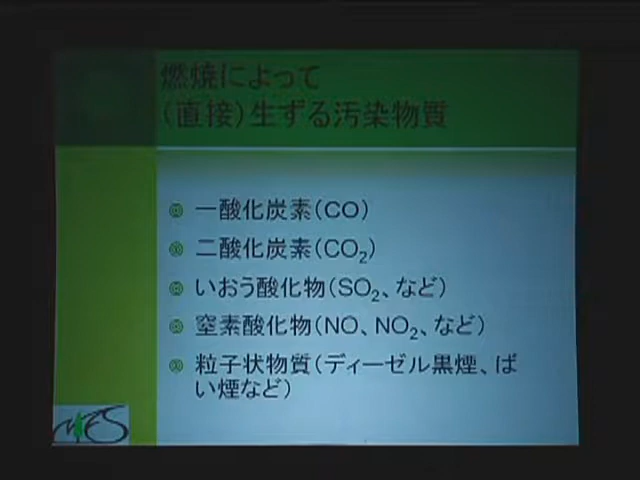 燃焼によって
（直接）生ずる汚染物質
一酸化炭素（CO）
二酸化炭素（CO2）
いおう酸化物（SO2、など）
窒素酸化物（NO、NO2、など）
粒子状物質（ディーゼル黒煙、ば
い煙など）